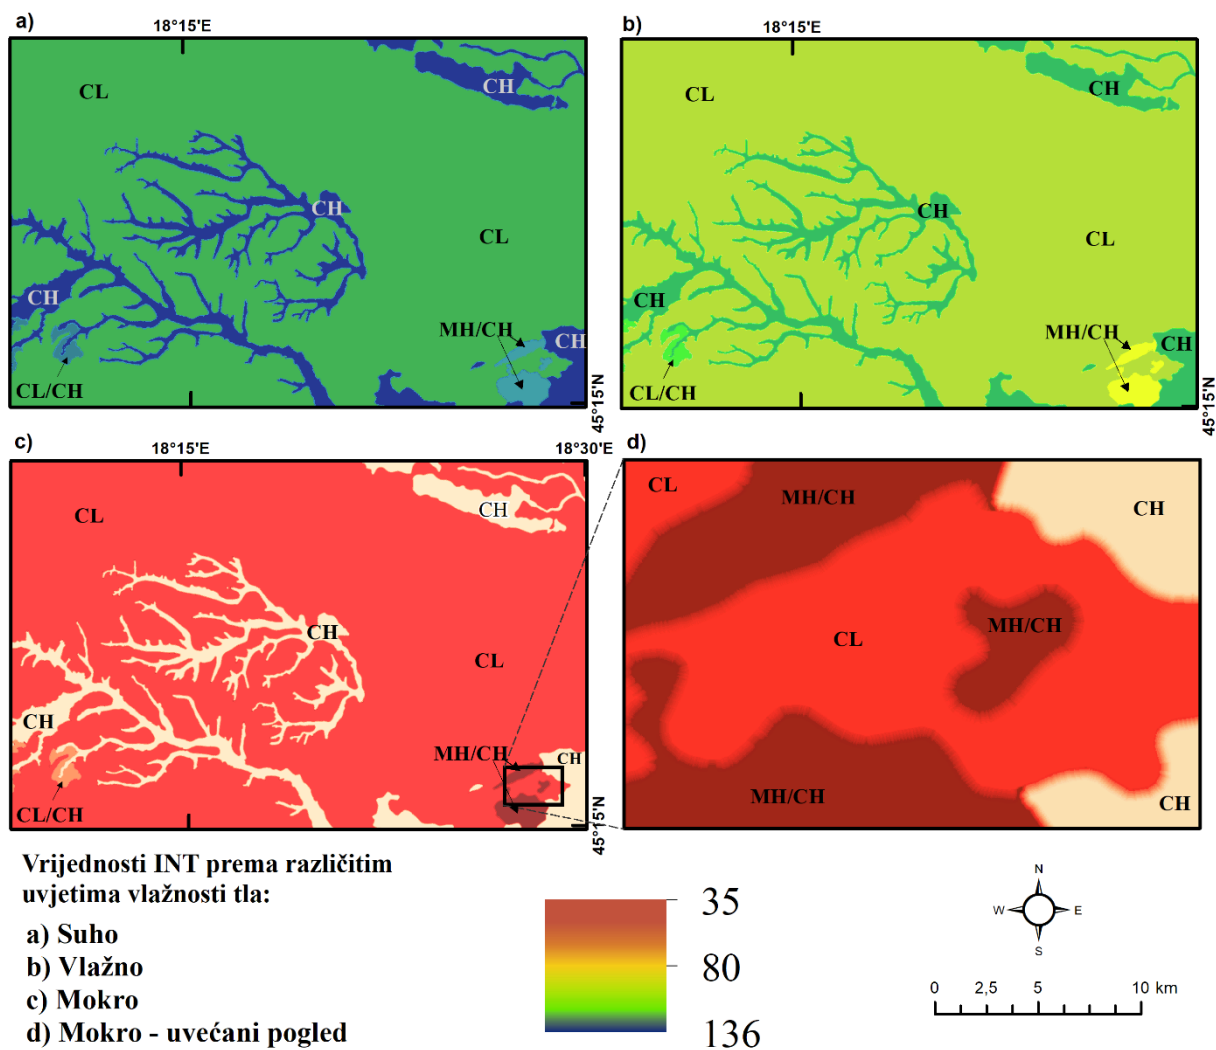 a)
18°15'E
CL
CH
CH
CL
CH
MH/CH
CH
CL/CH
45°15'N
b)
18°15'E
CL
CH
CH
CL
CH
MH/CH
CH
CL/CH
45°15'N
c)
18°15'E
18°30'E
CL
CH
CH
CL
CH
MH/CH
CH
CL/CH
45°15'N
d)
CL
MH/CH
CH
CL
MH/CH
MH/CH
CH
Vrijednosti INT prema različitim
uvjetima vlažnosti tla:
a) Suho
b) Vlažno
c) Mokro
d) Mokro - uvećani pogled
35
80
136
N
W
E
S
0 2,5 5 10 km